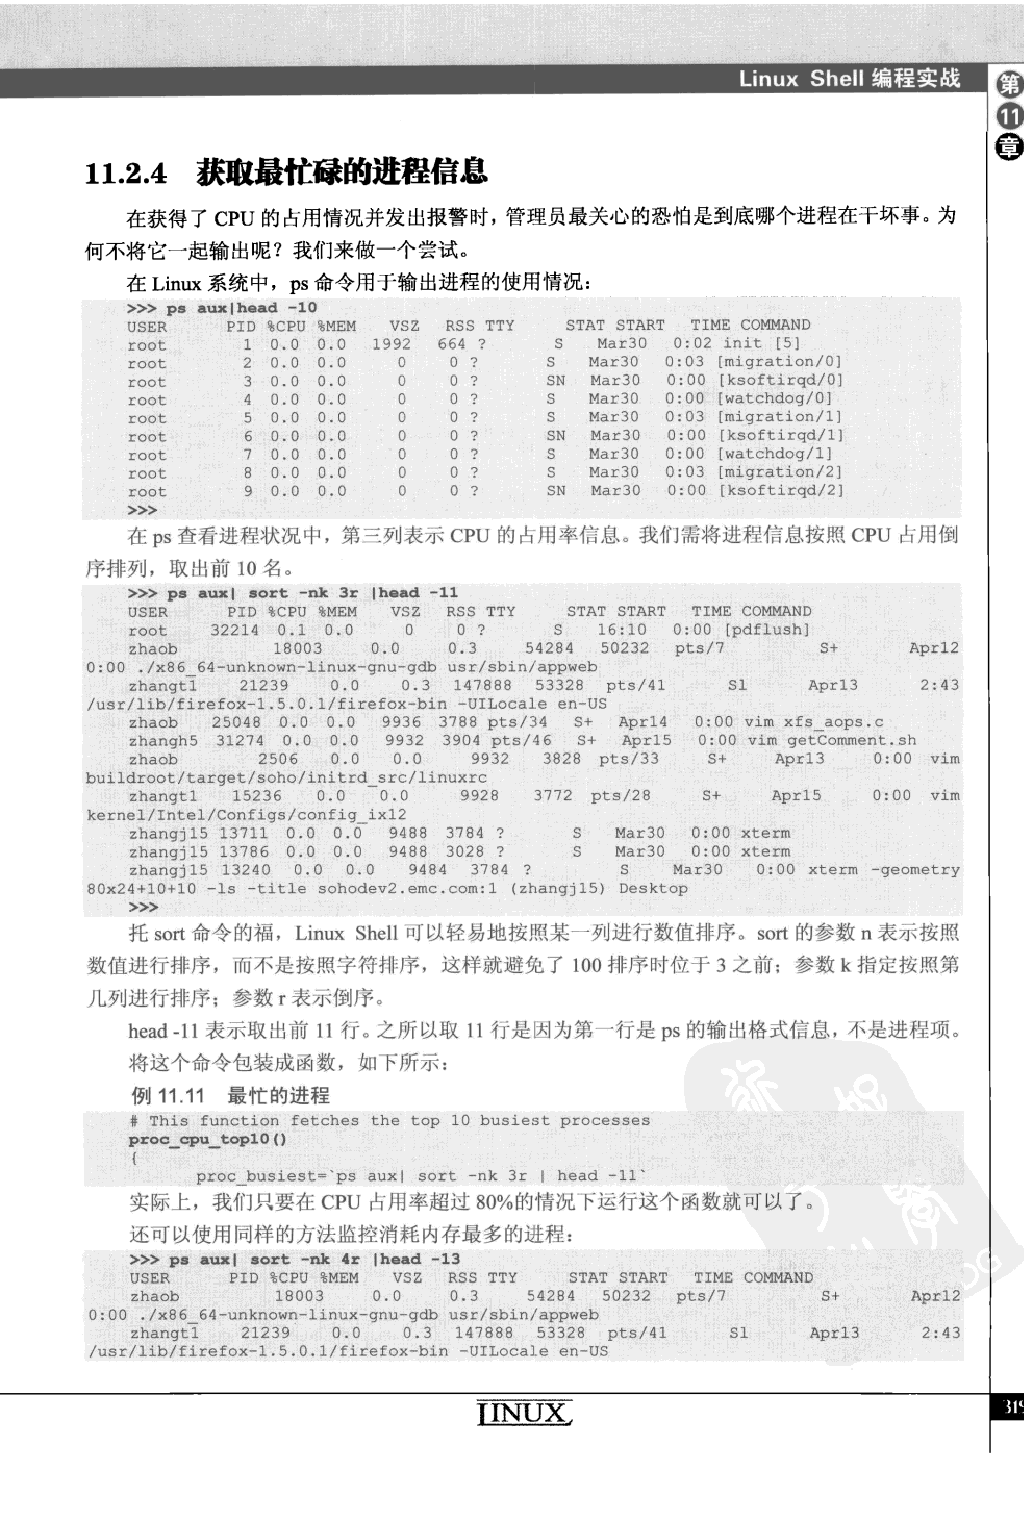 Linux Shell 编程实战
第
11
章
11.2.4 获取最忙碌的进程信息
在获得了 CPU 的占用情况并发出报警时，管理员最关心的恐怕是到底哪个进程在干坏事。为
何不将它一起输出呢？我们来做一个尝试。
在 Linux 系统中，ps 命令用于输出进程的使用情况：
>>> ps aux|head -10
USER PID %CPU %MEM VSZ RSS TTY STAT START TIME COMMAND
root 1 0.0 0.0 1992 664 ? S Mar30 0:02 init [5]
root 2 0.0 0.0 0 0 ? S Mar30 0:03 [migration/0]
root 3 0.0 0.0 0 0 ? SN Mar30 0:00 [ksoftirqd/0]
root 4 0.0 0.0 0 0 ? S Mar30 0:00 [watchdog/0]
root 5 0.0 0.0 0 0 ? S Mar30 0:03 [migration/1]
root 6 0.0 0.0 0 0 ? SN Mar30 0:00 [ksoftirqd/1]
root 7 0.0 0.0 0 0 ? S Mar30 0:00 [watchdog/1]
root 8 0.0 0.0 0 0 ? S Mar30 0:03 [migration/2]
root 9 0.0 0.0 0 0 ? SN Mar30 0:00 [ksoftirqd/2]
>>>
在 ps 查看进程状况中，第三列表示 CPU 的占用率信息。我们需将进程信息按照 CPU 占用倒
序排列，取出前 10 名。
>>> ps aux| sort -nk 3r |head -11
USER PID %CPU %MEM VSZ RSS TTY STAT START TIME COMMAND
root 32214 0.1 0.0 0 0 ? S 16:10 0:00 [pdflush]
zhaob 18003 0.0 0.3 54284 50232 pts/7 S+ Apr12
0:00 ./x86_64-unknown-linux-gnu-gdb usr/sbin/appweb
zhangt1 21239 0.0 0.3 147888 53328 pts/41 Sl Apr13 2:43
/usr/lib/firefox-1.5.0.1/firefox-bin -UILocale en-US
zhaob 25048 0.0 0.0 9936 3788 pts/34 S+ Apr14 0:00 vim xfs_aops.c
zhangh5 31274 0.0 0.0 9932 3904 pts/46 S+ Apr15 0:00 vim getComment.sh
zhaob 2506 0.0 0.0 9932 3828 pts/33 S+ Apr13 0:00 vim
buildroot/target/soho/initrd_src/linuxrc
zhangt1 15236 0.0 0.0 9928 3772 pts/28 S+ Apr15 0:00 vim
kernel/Intel/Configs/config_ix12
zhangj15 13711 0.0 0.0 9488 3784 ? S Mar30 0:00 xterm
zhangj15 13786 0.0 0.0 9488 3028 ? S Mar30 0:00 xterm
zhangj15 13240 0.0 0.0 9484 3784 ? S Mar30 0:00 xterm -geometry
80x24+10+10 -ls -title sohodev2.emc.com:1 (zhangj15) Desktop
>>>
托 sort 命令的福，Linux Shell 可以轻易地按照某一列进行数值排序。sort 的参数 n 表示按照
数值进行排序，而不是按照字符排序，这样就避免了 100 排序时位于 3 之前；参数 k 指定按照第
几列进行排序；参数 r 表示倒序。
head -11 表示取出前 11 行。之所以取 11 行是因为第一行是 ps 的输出格式信息，不是进程项。
将这个命令包装成函数，如下所示：
例 11.11 最忙的进程
# This function fetches the top 10 busiest processes
proc_cpu_top10()
{
proc_busiest=`ps aux| sort -nk 3r | head -11`
实际上，我们只要在 CPU 占用率超过 80%的情况下运行这个函数就可以了。
还可以使用同样的方法监控消耗内存最多的进程：
>>> ps aux| sort -nk 4r |head -13
USER PID %CPU %MEM VSZ RSS TTY STAT START TIME COMMAND
zhaob 18003 0.0 0.3 54284 50232 pts/7 S+ Apr12
0:00 ./x86_64-unknown-linux-gnu-gdb usr/sbin/appweb
zhangt1 21239 0.0 0.3 147888 53328 pts/41 Sl Apr13 2:43
/usr/lib/firefox-1.5.0.1/firefox-bin -UILocale en-US
LINUX
319